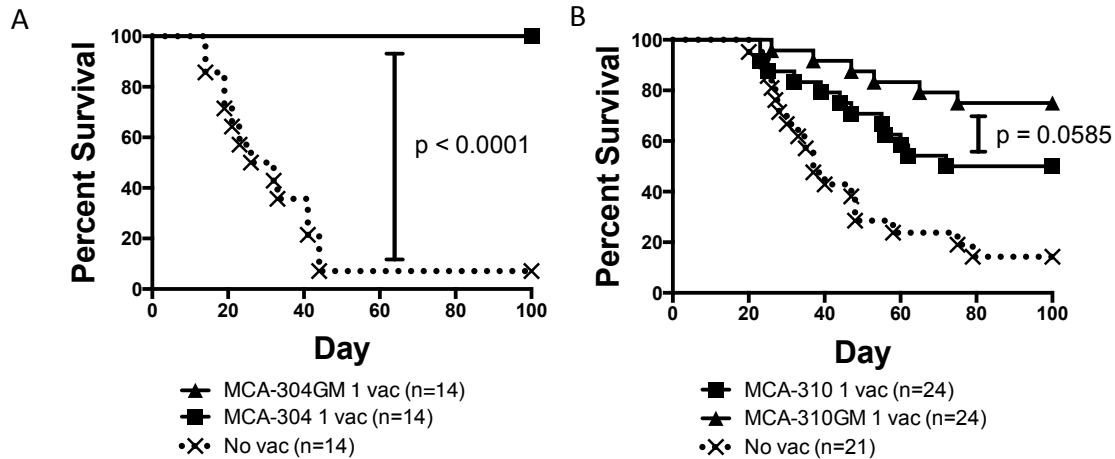 A
Percent Survival
100
80
60
40
20
0
0 20 40 60 80 100
Day
p < 0.0001
MCA-304GM 1 vac (n=14)
MCA-304 1 vac (n=14)
No vac (n=14)
B
Percent Survival
100
80
60
40
20
0
0 20 40 60 80 100
Day
p = 0.0585
MCA-310 1 vac (n=24)
MCA-310GM 1 vac (n=24)
No vac (n=21)